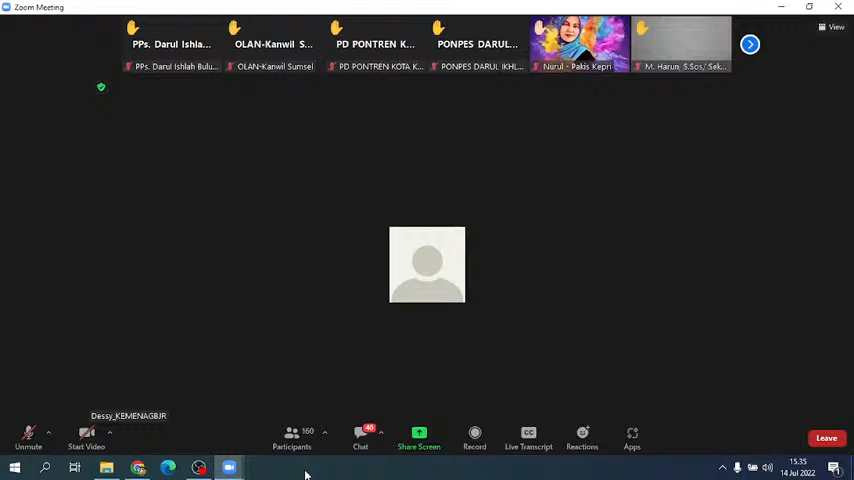 Zoom Meeting
View
PPs. Darul Ishla...
OLAN-Kanwil S...
PD PONTREN K...
PONPES DARUL...
PPs. Darul Ishlah Bulu...
OLAN-Kanwil Sumsel
PD PONTREN KOTA K...
PONPES DARUL IKHL...
Nurul - Pakis Kepri
M. Harun, S.Sos/ Sek...
Dessy_KEMENAGBJR
160
40
CC
Unmute
Start Video
Participants
Chat
Share Screen
Record
Live Transcript
Reactions
Apps
Leave
15.35
14 Jul 2022
1